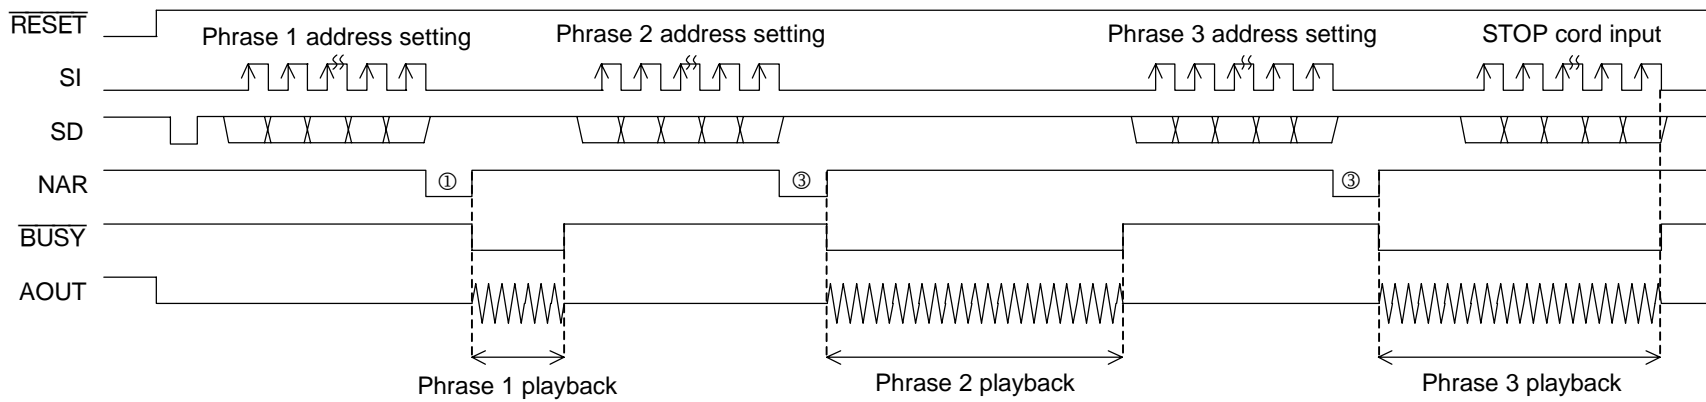 RESET
Phrase 1 address setting
Phrase 2 address setting
Phrase 3 address setting
STOP cord input
SI
SD
NAR
①
③
③
BUSY
AOUT
Phrase 1 playback
Phrase 2 playback
Phrase 3 playback